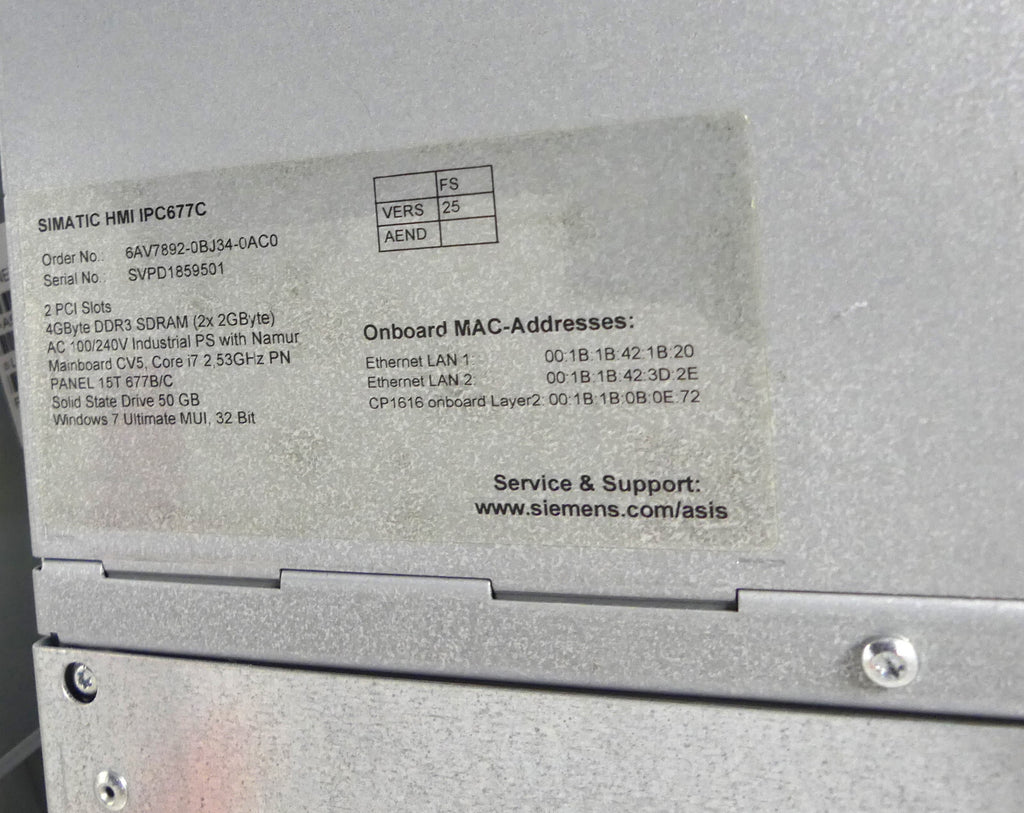 SIMATIC HMI IPC677C
Order No.: 6AV7892-0BJ34-0AC0
Serial No.: SVPD1859501
2 PCI Slots
4GByte DDR3 SDRAM (2x 2GByte)
AC 100/240V Industrial PS with Namur
Mainboard CV5, Core i7 2,53GHz PN
PANEL 15T 677B/C
Solid State Drive 50 GB
Windows 7 Ultimate MUI, 32 Bit
FS
VERS 25
AEND
Onboard MAC-Addresses:
Ethernet LAN 1: 00:1B:1B:42:1B:20
Ethernet LAN 2: 00:1B:1B:42:3D:2E
CP1616 onboard Layer2: 00:1B:1B:0B:0E:72
Service & Support:
www.siemens.com/asis